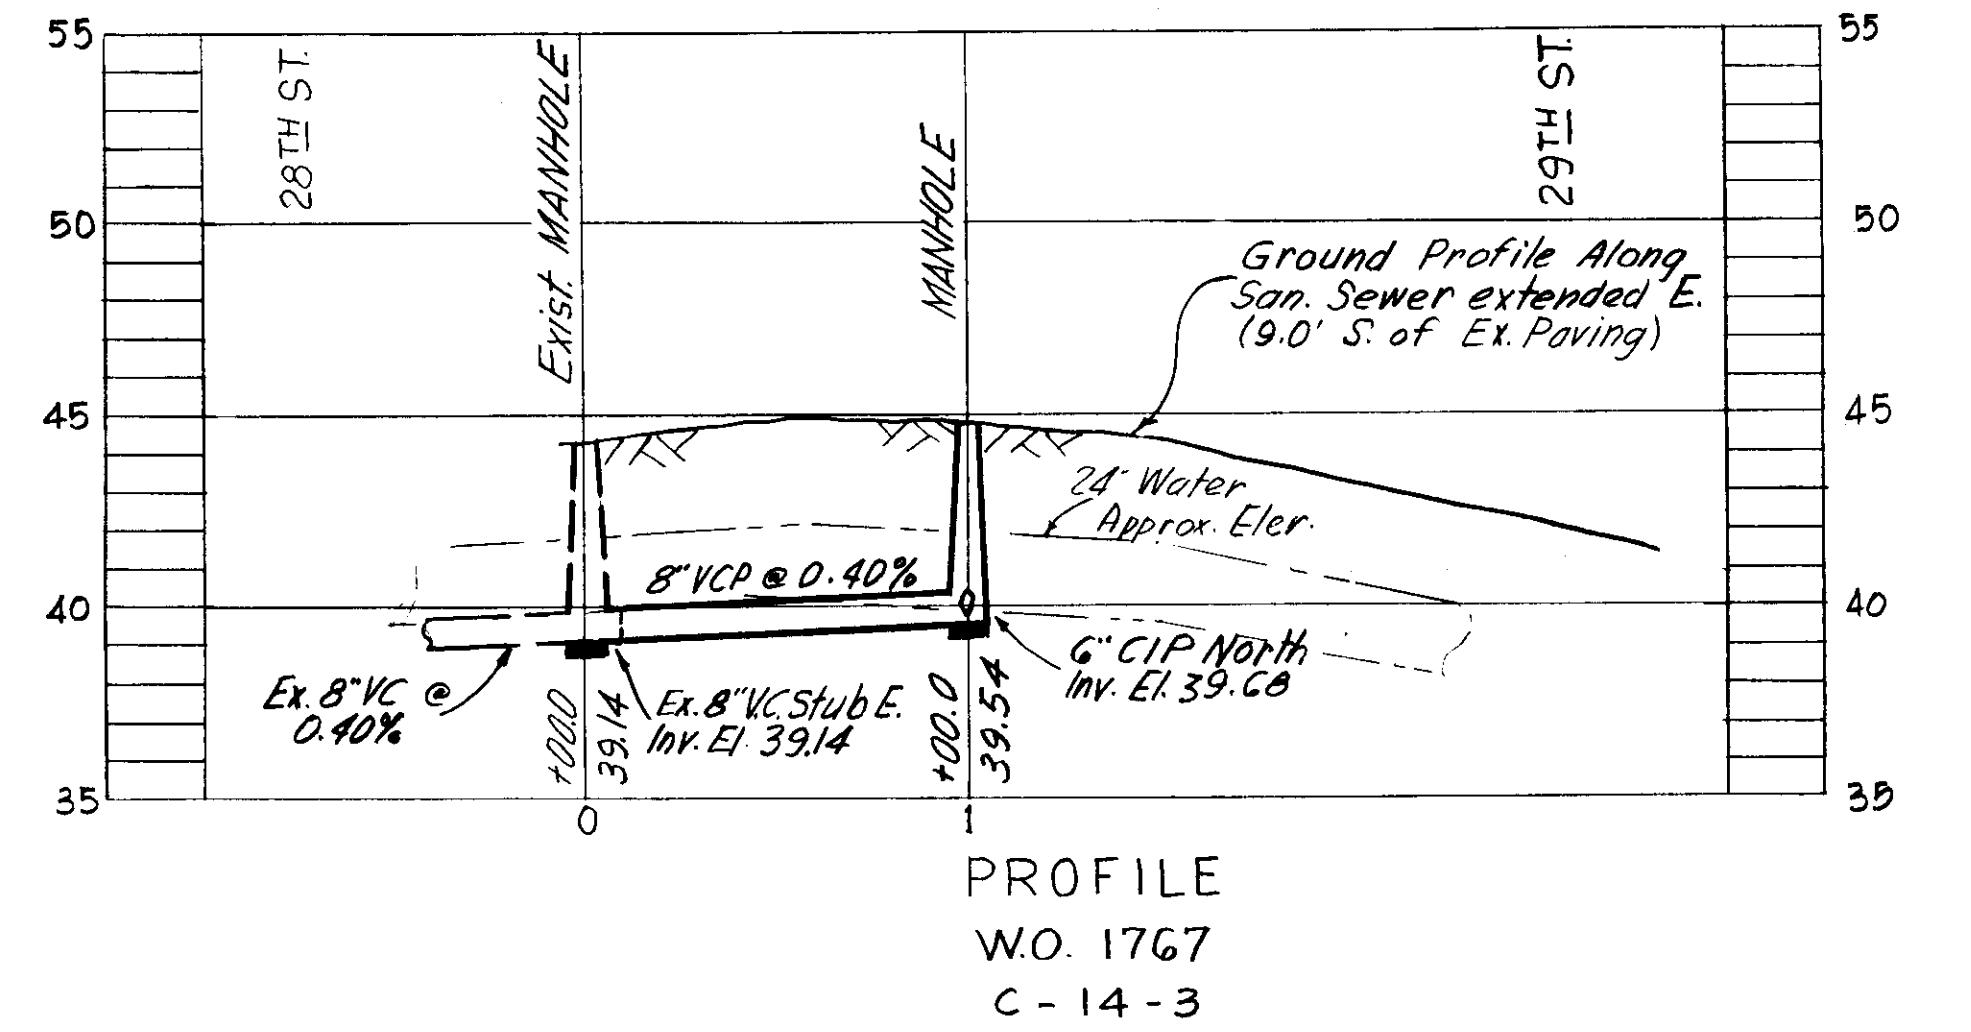 55
55
28TH ST.
Exist. MANHOLE
MANHOLE
29TH ST.
50
50
Ground Profile Along
San. Sewer extended E.
(9.0' S. of Ex. Paving)
45
45
24" Water
Approx. Elev.
8" VCP @ 0.40%
40
40
6" CIP North
Inv. El. 39.68
Ex. 8" VC @
0.40%
+00.0
39.14
Ex. 8" V.C. Stub E.
Inv. El. 39.14
+00.0
39.54
35
35
0
1
PROFILE
W.O. 1767
C-14-3